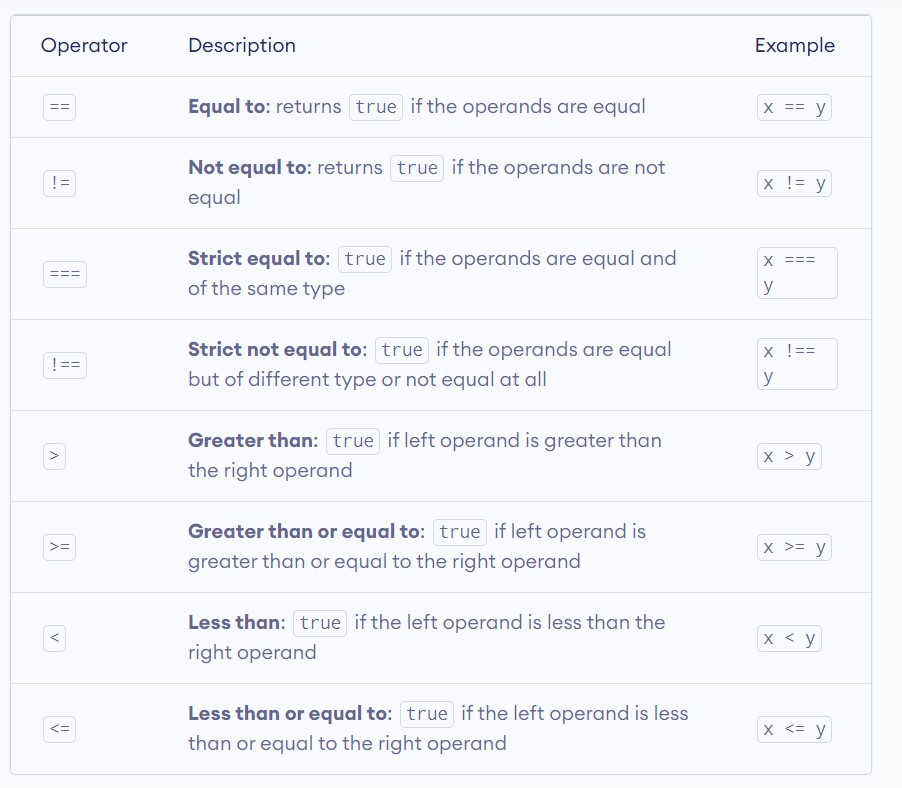 Operator Description Example
== Equal to: returns true if the operands are equal x == y
Not equal to: returns true if the operands are not
!= x != y
equal
Strict equal to: true if the operands are equal and x ===
===
of the same type y
Strict not equal to: true if the operands are equal x !==
!==
but of different type or not equal at all y
Greater than: true if left operand is greater than
> x > y
the right operand
Greater than or equal to: true if left operand is
>= x >= y
greater than or equal to the right operand
Less than: true if the left operand is less than the
< x < y
right operand
Less than or equal to: true if the left operand is less
<= x <= y
than or equal to the right operand